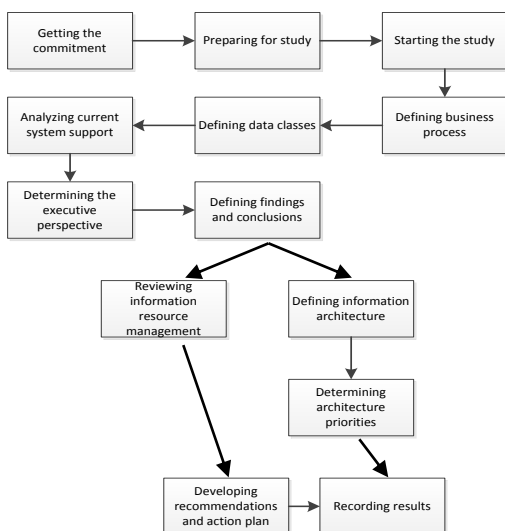 Getting the
commitment
Preparing for study
Starting the study
Analyzing current
system support
Defining data classes
Defining business
process
Determining the
executive
perspective
Defining findings
and conclusions
Reviewing
information
resource
management
Defining information
architecture
Determining
architecture
priorities
Developing
recommendations
and action plan
Recording results